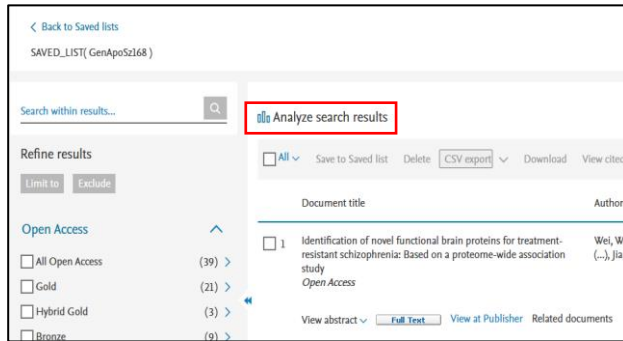 Back to Saved lists
SAVED_LIST( GenApoSz168 )
Search within results...
Refine results
Limit to Exclude
Open Access
All Open Access (39)
Gold (21)
Hybrid Gold (3)
Bronze (9)
Analyze search results
All Save to Saved list Delete CSV export Download View cited
Document title Author
1 Identification of novel functional brain proteins for treatment-
resistant schizophrenia: Based on a proteome-wide association
study
Open Access
Wei, W
(...), Jia
View abstract Full Text View at Publisher Related documents